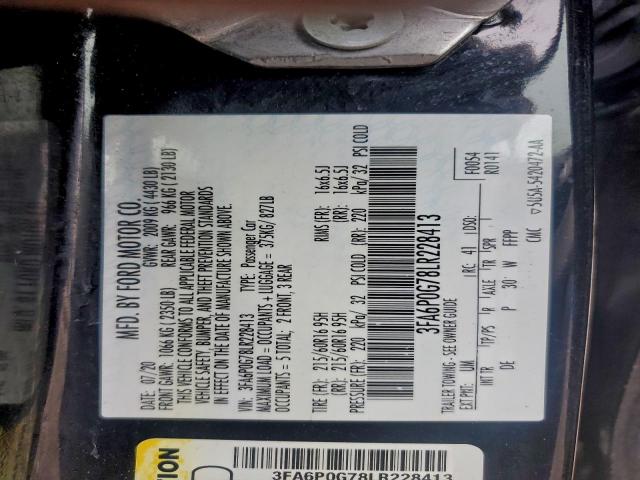 MFD. BY FORD MOTOR CO.
DATE: 07/20 GVWR: 2009 KG (4430 LB)
FRONT GAWR: 1066 KG (2350 LB) REAR GAWR: 966 KG (2130 LB)
THIS VEHICLE CONFORMS TO ALL APPLICABLE FEDERAL MOTOR
VEHICLE SAFETY, BUMPER, AND THEFT PREVENTION STANDARDS
IN EFFECT ON THE DATE OF MANUFACTURE SHOWN ABOVE.
VIN: 3FA6P0G78LR228413 TYPE: Passenger Car
MAXIMUM LOAD = OCCUPANTS + LUGGAGE = 375KG/ 827LB
OCCUPANTS = 5 TOTAL; 2 FRONT, 3 REAR
TIRE (FR): 215/60R16 95H RIMS (FR): 16x6.5J
(RR): 215/60R16 95H (RR): 16x6.5J
PRESSURE (FR): 220 kPa/ 32 PSI COLD (RR): 220 kPa/ 32 PSI COLD
3FA6P0G78LR228413
TRAILER TOWING - SEE OWNER GUIDE F0054
R0141
EXT PNT: UM RC: 41 DSO:
INT TR TP/PS R AXLE TR SPR
DE P 30 W FFPP
CMC ▽5U5A-5420472-AA
3FA6P0G78LR228413